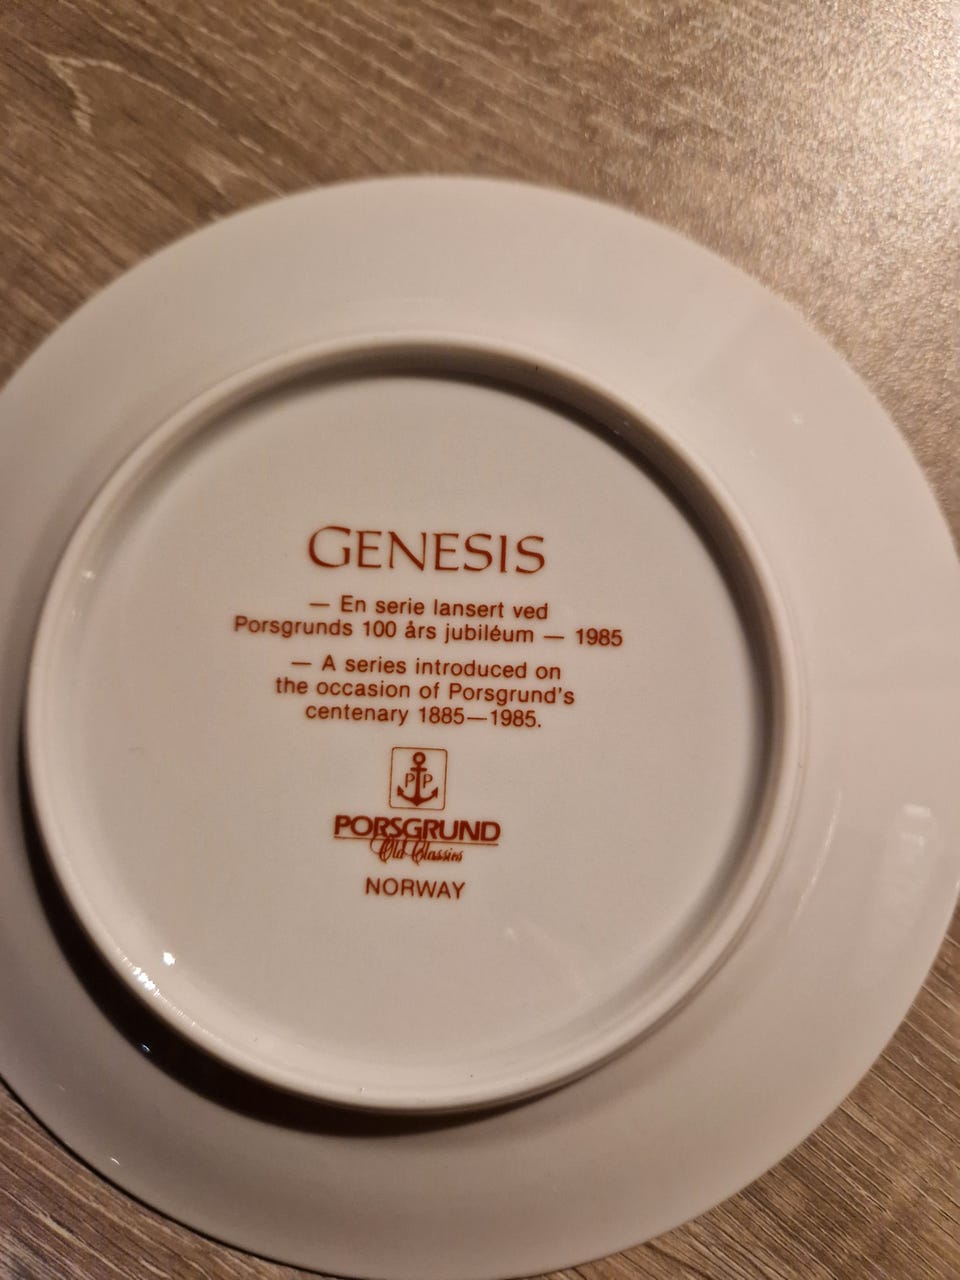 GENESIS
— En serie lansert ved
Porsgrunds 100 års jubiléum — 1985
— A series introduced on
the occasion of Porsgrund's
centenary 1885—1985.
P P
PORSGRUND
Old Classics
NORWAY